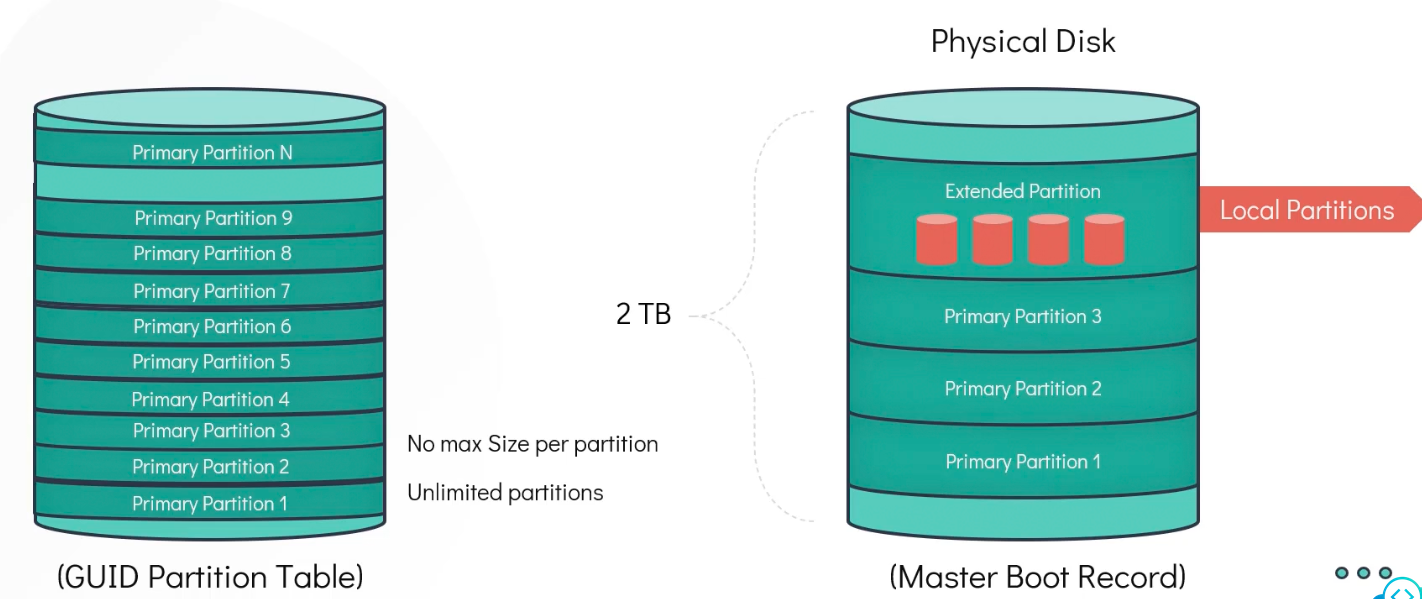 Physical Disk
Primary Partition N
Primary Partition 9
Primary Partition 8
Primary Partition 7
Primary Partition 6
Primary Partition 5
Primary Partition 4
Primary Partition 3
Primary Partition 2
Primary Partition 1
(GUID Partition Table)
No max Size per partition
Unlimited partitions
2 TB
Extended Partition
Local Partitions
Primary Partition 3
Primary Partition 2
Primary Partition 1
(Master Boot Record)